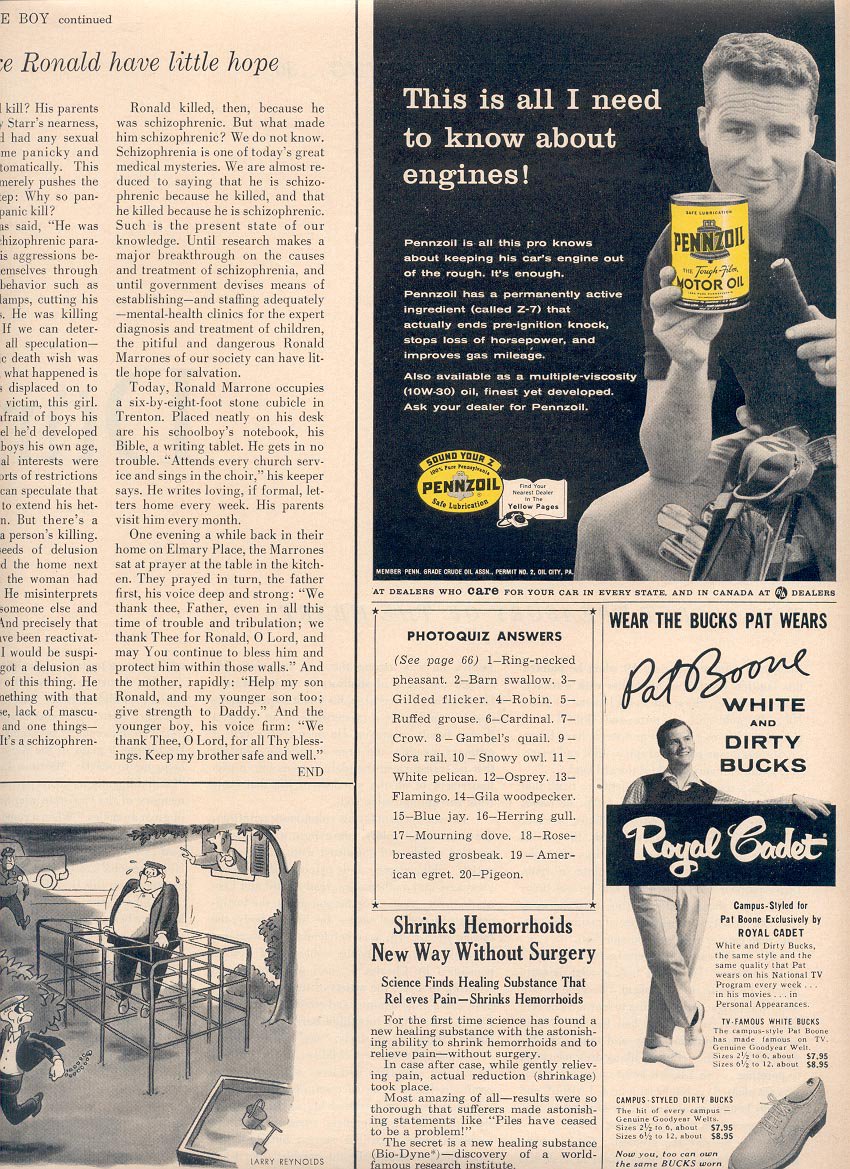 E BOY continued
e Ronald have little hope
kill? His parents
Starr's nearness,
had any sexual
me panicky and
tomatically. This
merely pushes the
ep: Why so pan-
panic kill?
as said, "He was
chizophrenic para-
is aggressions be-
emselves through
behavior such as
lamps, cutting his
s. He was killing
If we can deter-
all speculation—
c death wish was
what happened is
s displaced on to
victim, this girl.
afraid of boys his
el he'd developed
boys his own age,
al interests were
orts of restrictions
can speculate that
to extend his het-
n. But there's a
a person's killing.
seeds of delusion
d the home next
the woman had
He misinterprets
someone else and
And precisely that
ave been reactivat-
I would be suspi-
got a delusion as
of this thing. He
mething with that
se, lack of mascu-
and one things—
It's a schizophren-
Ronald killed, then, because he
was schizophrenic. But what made
him schizophrenic? We do not know.
Schizophrenia is one of today's great
medical mysteries. We are almost re-
duced to saying that he is schizo-
phrenic because he killed, and that
he killed because he is schizophrenic.
Such is the present state of our
knowledge. Until research makes a
major breakthrough on the causes
and treatment of schizophrenia, and
until government devises means of
establishing—and staffing adequately
—mental-health clinics for the expert
diagnosis and treatment of children,
the pitiful and dangerous Ronald
Marrones of our society can have lit-
tle hope for salvation.
Today, Ronald Marrone occupies
a six-by-eight-foot stone cubicle in
Trenton. Placed neatly on his desk
are his schoolboy's notebook, his
Bible, a writing tablet. He gets in no
trouble. "Attends every church serv-
ice and sings in the choir," his keeper
says. He writes loving, if formal, let-
ters home every week. His parents
visit him every month.
One evening a while back in their
home on Elmary Place, the Marrones
sat at prayer at the table in the kitch-
en. They prayed in turn, the father
first, his voice deep and strong: "We
thank thee, Father, even in all this
time of trouble and tribulation; we
thank Thee for Ronald, O Lord, and
may You continue to bless him and
protect him within those walls." And
the mother, rapidly: "Help my son
Ronald, and my younger son too;
give strength to Daddy." And the
younger boy, his voice firm: "We
thank Thee, O Lord, for all Thy bless-
ings. Keep my brother safe and well."
END
LARRY REYNOLDS
This is all I need
to know about
engines!
Pennzoil is all this pro knows
about keeping his car's engine out
of the rough. It's enough.
Pennzoil has a permanently active
ingredient (called Z-7) that
actually ends pre-ignition knock,
stops loss of horsepower, and
improves gas mileage.
Also available as a multiple-viscosity
(10W-30) oil, finest yet developed.
Ask your dealer for Pennzoil.
SAFE LUBRICATION
PENNZOIL
THE Tough-Film
MOTOR OIL
SOUND YOUR Z
100% Pure Pennsylvania
PENNZOIL
Safe Lubrication
Find Your
Nearest Dealer
In The
Yellow Pages
MEMBER PENN. GRADE CRUDE OIL ASSN., PERMIT NO. 2, OIL CITY, PA.
AT DEALERS WHO care FOR YOUR CAR IN EVERY STATE, AND IN CANADA AT BA DEALERS
PHOTOQUIZ ANSWERS
(See page 66) 1—Ring-necked
pheasant. 2—Barn swallow. 3—
Gilded flicker. 4—Robin. 5—
Ruffed grouse. 6—Cardinal. 7—
Crow. 8—Gambel's quail. 9—
Sora rail. 10—Snowy owl. 11—
White pelican. 12—Osprey. 13—
Flamingo. 14—Gila woodpecker.
15—Blue jay. 16—Herring gull.
17—Mourning dove. 18—Rose-
breasted grosbeak. 19—Amer-
ican egret. 20—Pigeon.
Shrinks Hemorrhoids
New Way Without Surgery
Science Finds Healing Substance That
Rel eves Pain—Shrinks Hemorrhoids
For the first time science has found a
new healing substance with the astonish-
ing ability to shrink hemorrhoids and to
relieve pain—without surgery.
In case after case, while gently reliev-
ing pain, actual reduction (shrinkage)
took place.
Most amazing of all—results were so
thorough that sufferers made astonish-
ing statements like "Piles have ceased
to be a problem!"
The secret is a new healing substance
(Bio-Dyne*)—discovery of a world-
famous research institute.
WEAR THE BUCKS PAT WEARS
Pat Boone
WHITE
AND
DIRTY
BUCKS
Royal Cadet
Campus-Styled for
Pat Boone Exclusively by
ROYAL CADET
White and Dirty Bucks,
the same style and the
same quality that Pat
wears on his National TV
Program every week . . .
in his movies . . . in
Personal Appearances.
TV-FAMOUS WHITE BUCKS
The campus-style Pat Boone
has made famous on TV.
Genuine Goodyear Welt.
Sizes 2½ to 6, about $7.95
Sizes 6½ to 12, about $8.95
CAMPUS-STYLED DIRTY BUCKS
The hit of every campus —
Genuine Goodyear Welts.
Sizes 2½ to 6, about $7.95
Sizes 6½ to 12, about $8.95
Now you, too can own
the same BUCKS worn